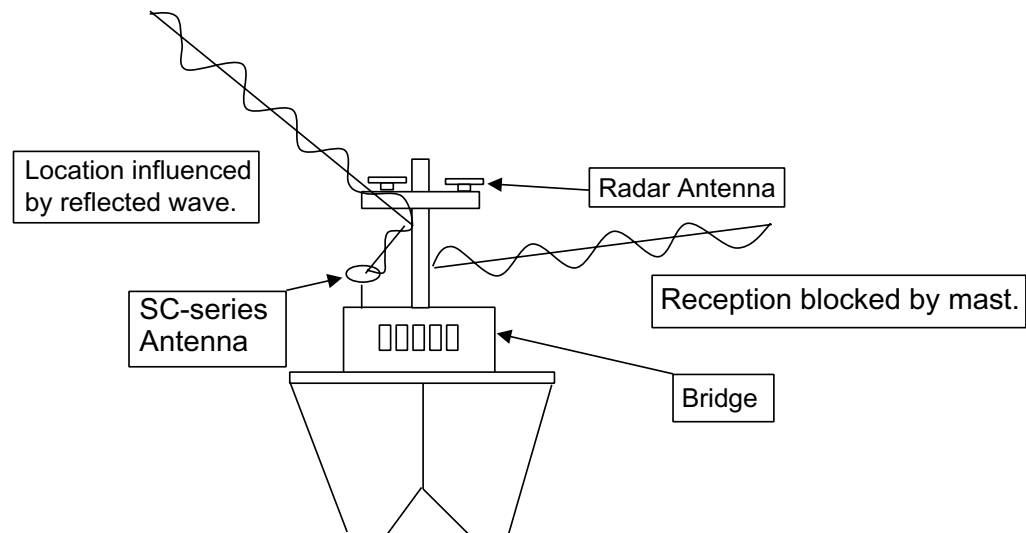 Location influenced
by reflected wave.
Radar Antenna
SC-series
Antenna
Reception blocked by mast.
Bridge